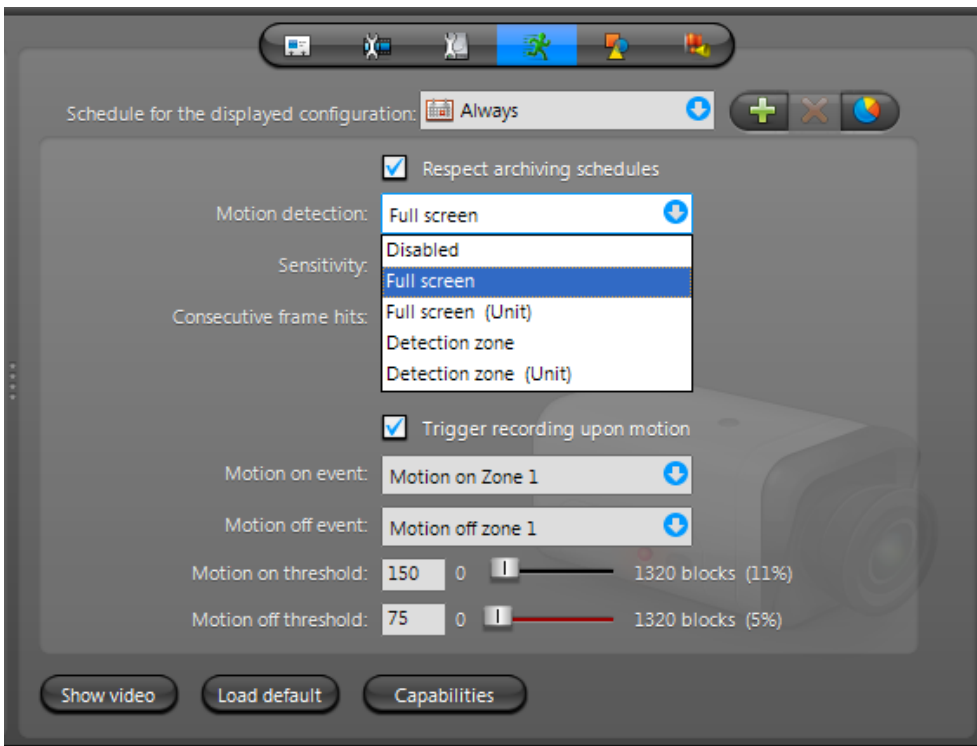 Schedule for the displayed configuration: Always
Respect archiving schedules
Motion detection: Full screen
Disabled
Sensitivity:
Full screen
Consecutive frame hits: Full screen (Unit)
Detection zone
Detection zone (Unit)
Trigger recording upon motion
Motion on event: Motion on Zone 1
Motion off event: Motion off zone 1
Motion on threshold: 150 0 1320 blocks (11%)
Motion off threshold: 75 0 1320 blocks (5%)
Show video Load default Capabilities